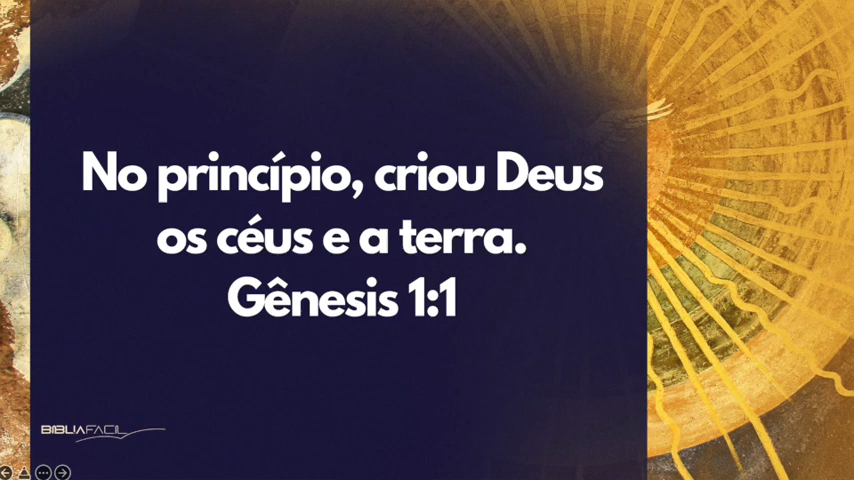 No princípio, criou Deus
os céus e a terra.
Gênesis 1:1
BIBLIAFACIL